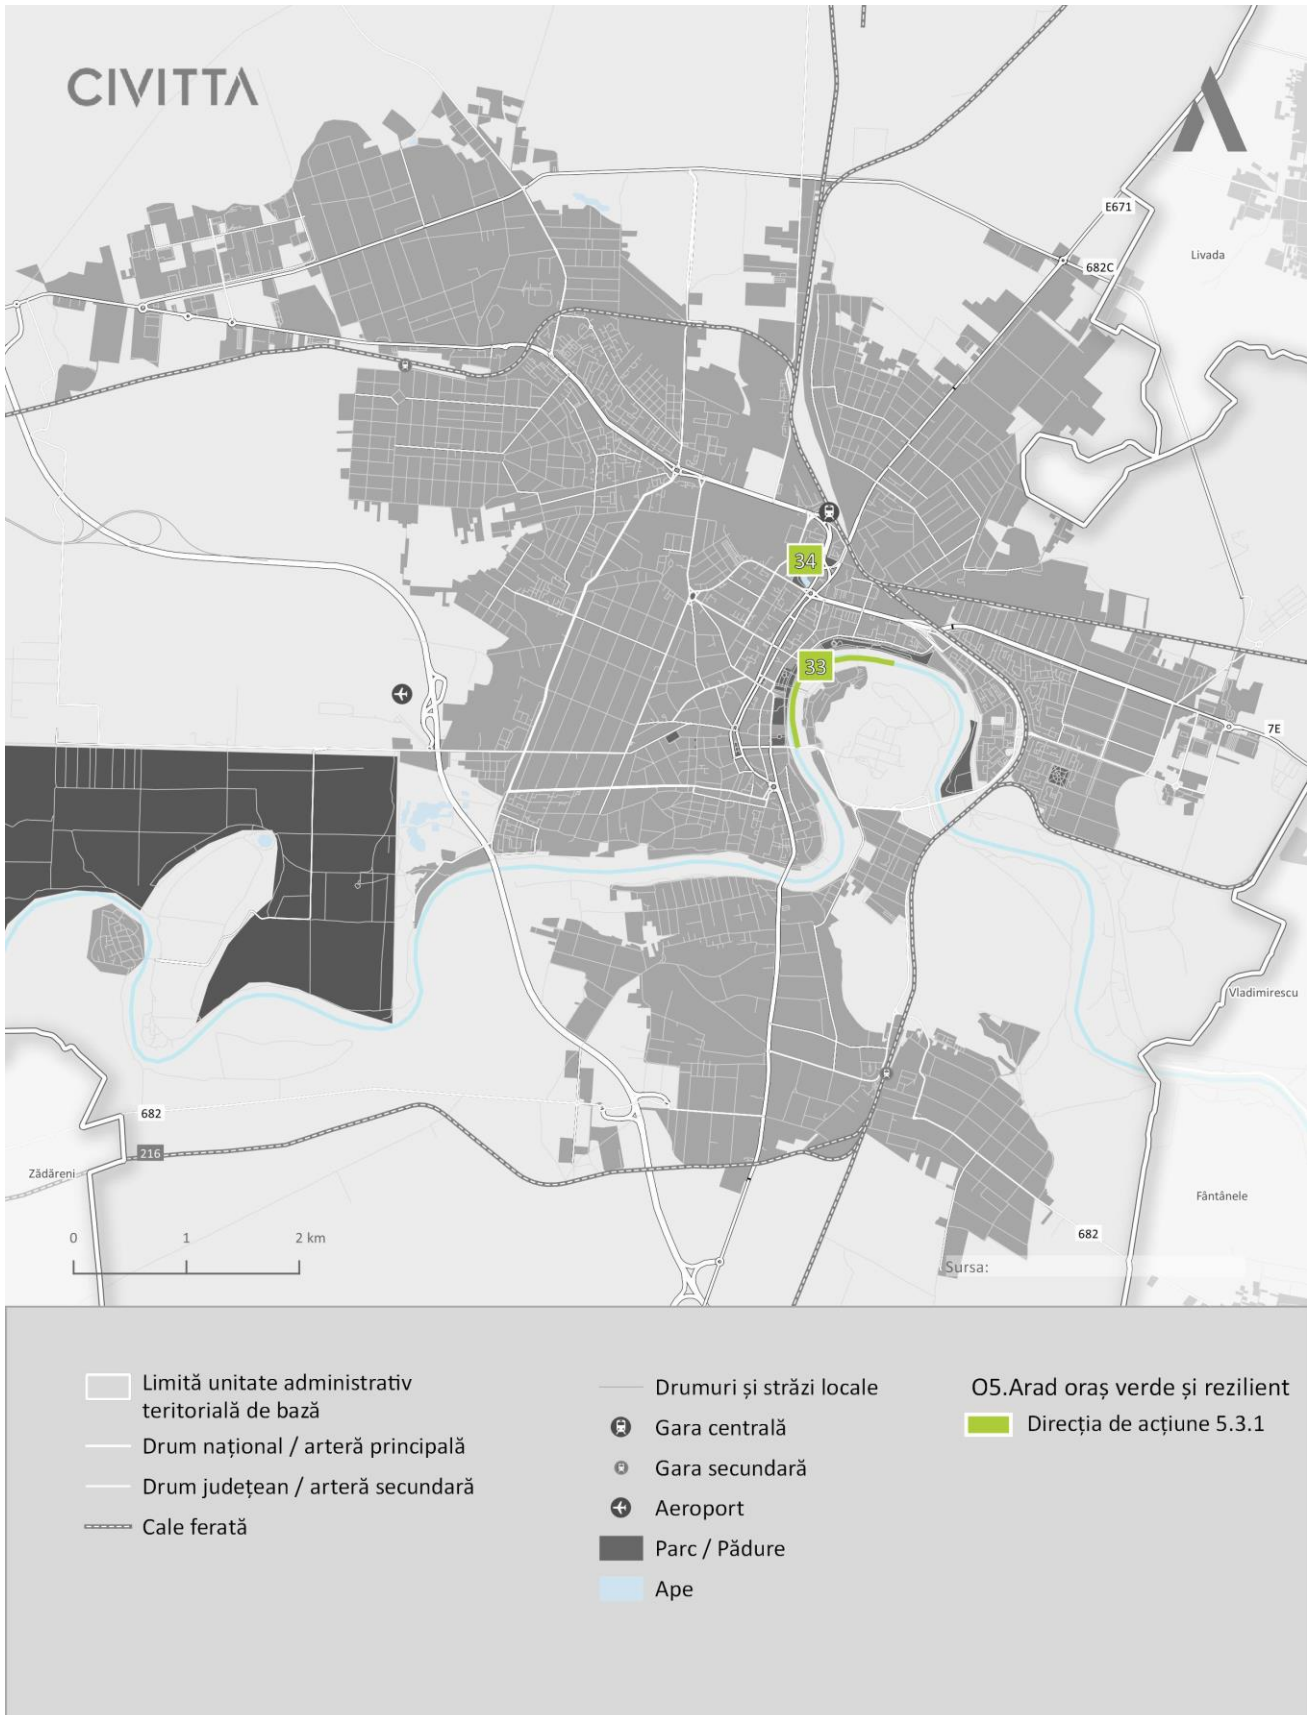 CIVITTA
E671
Livada
682C
34
33
7E
Vladimirescu
682
216
Zădăreni
Fântânele
0 1 2 km
682
Sursa:
Limită unitate administrativ
teritorială de bază
Drum național / arteră principală
Drum județean / arteră secundară
Cale ferată
Drumuri și străzi locale
Gara centrală
Gara secundară
Aeroport
Parc / Pădure
Ape
O5.Arad oraș verde și rezilient
Direcția de acțiune 5.3.1